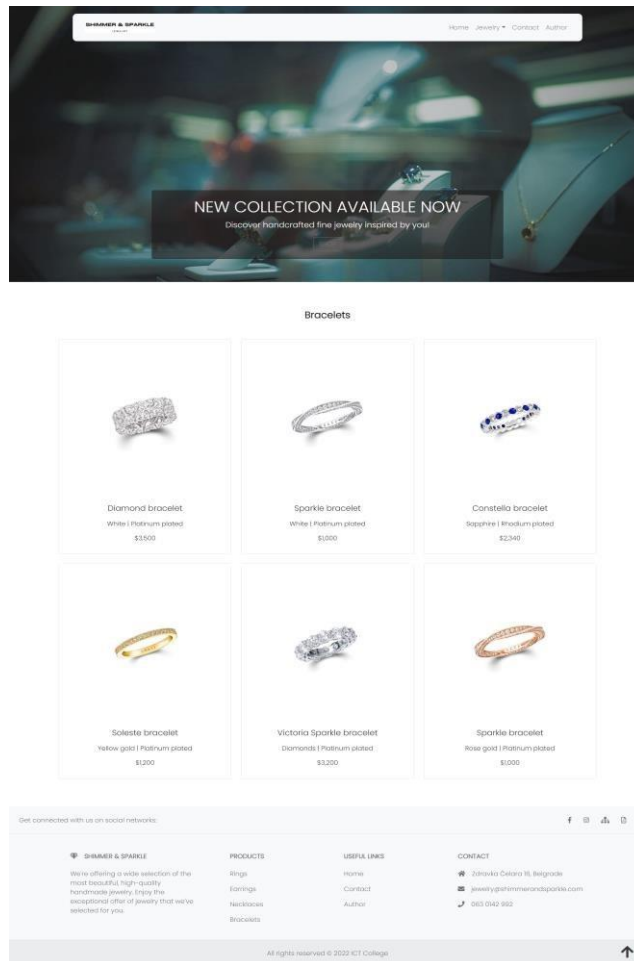 SHIMMER & SPARKLE
JEWELRY
Home Jewelry Contact Author
NEW COLLECTION AVAILABLE NOW
Discover handcrafted fine jewelry inspired by you!
Bracelets
Diamond bracelet
White | Platinum plated
$3,500
Sparkle bracelet
White | Platinum plated
$1,000
Constella bracelet
Sapphire | Rhodium plated
$2,340
Soleste bracelet
Yellow gold | Platinum plated
$1,200
Victoria Sparkle bracelet
Diamonds | Platinum plated
$3,200
Sparkle bracelet
Rose gold | Platinum plated
$1,000
Get connected with us on social networks:
SHIMMER & SPARKLE
We're offering a wide selection of the
most beautiful, high-quality
handmade jewelry. Enjoy the
exceptional offer of jewelry that we've
selected for you.
PRODUCTS
Rings
Earrings
Necklaces
Bracelets
USEFUL LINKS
Home
Contact
Author
CONTACT
Zdravka Čelara 16, Belgrade
jewelry@shimmerandsparkle.com
All rights reserved © 2022 ICT College